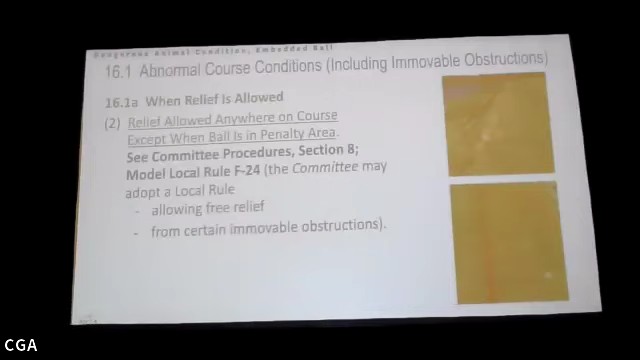 Dangerous Animal Condition, Embedded Ball
16.1 Abnormal Course Conditions (Including Immovable Obstructions)
16.1a When Relief Is Allowed
(2) Relief Allowed Anywhere on Course
Except When Ball Is in Penalty Area.
See Committee Procedures, Section 8;
Model Local Rule F-24 (the Committee may
adopt a Local Rule
- allowing free relief
- from certain immovable obstructions).
CGA